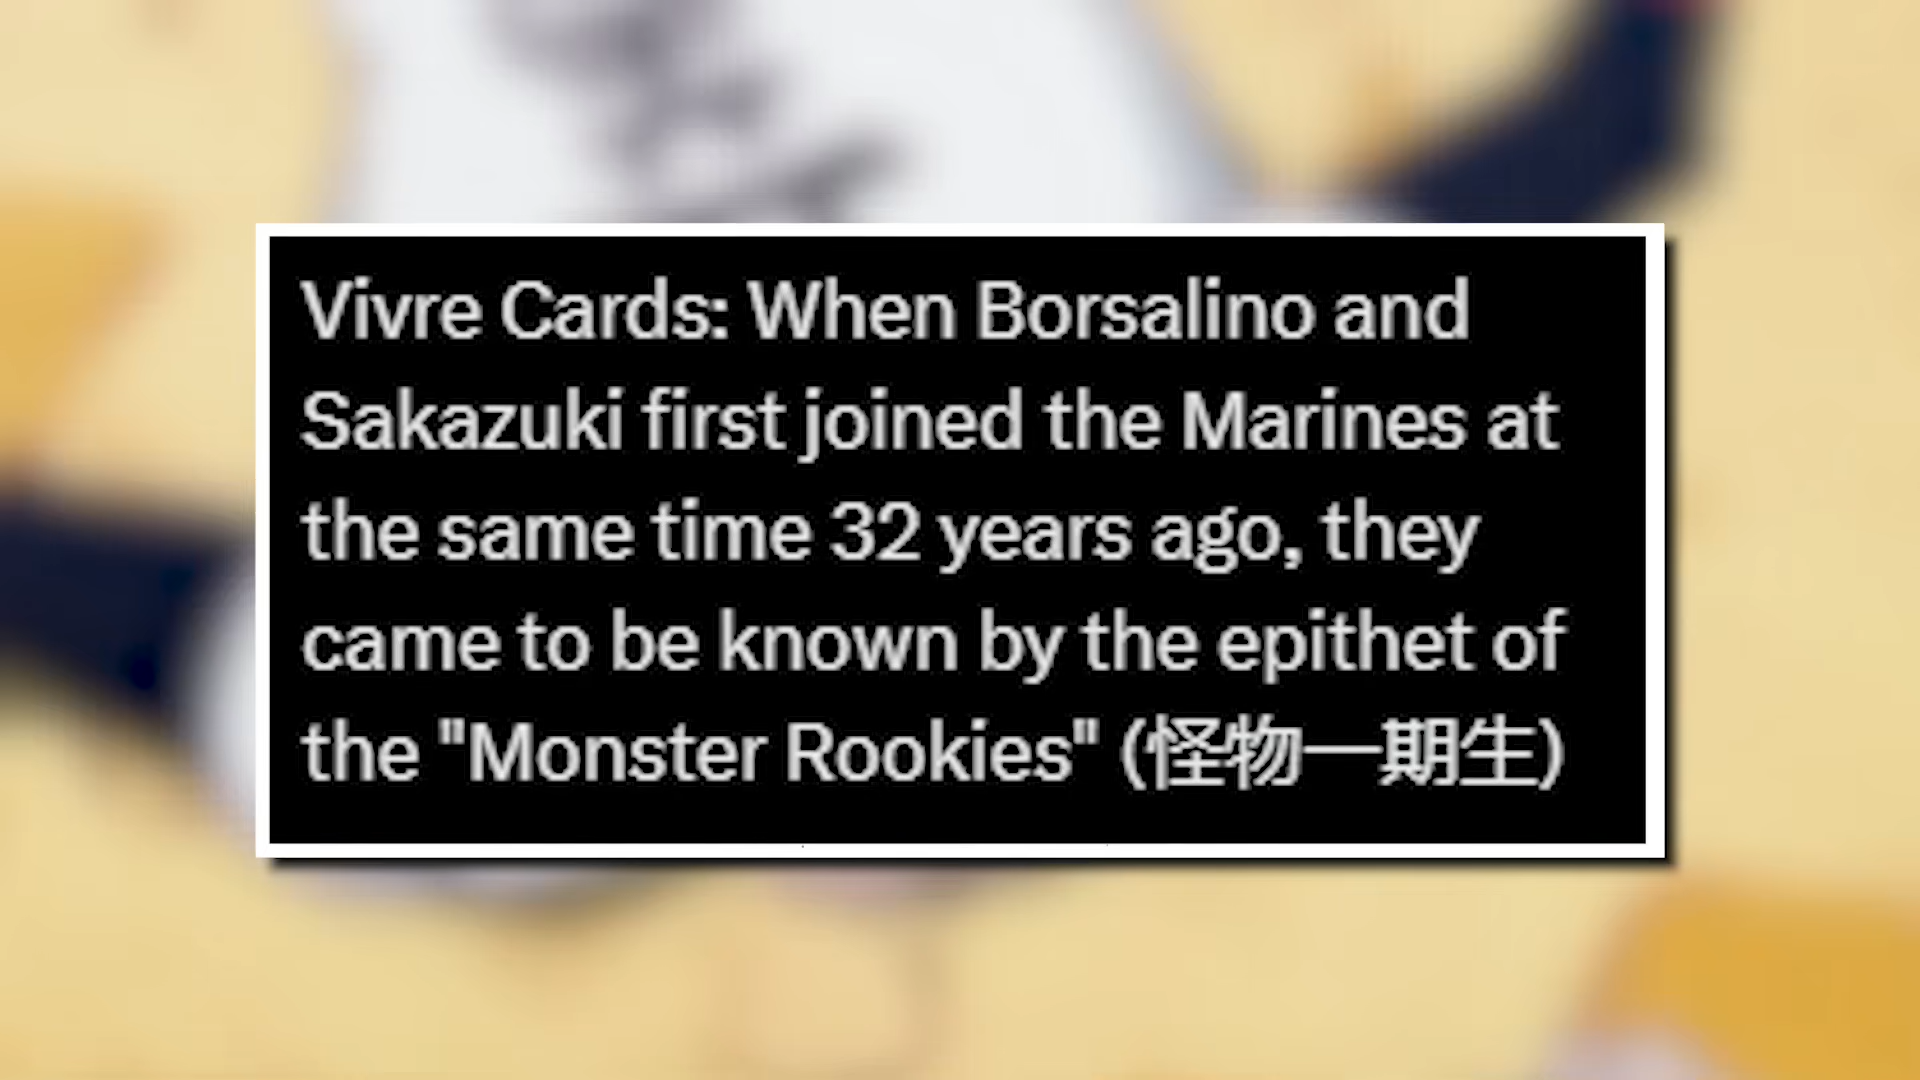 Vivre Cards: When Borsalino and
Sakazuki first joined the Marines at
the same time 32 years ago, they
came to be known by the epithet of
the "Monster Rookies" (怪物一期生)